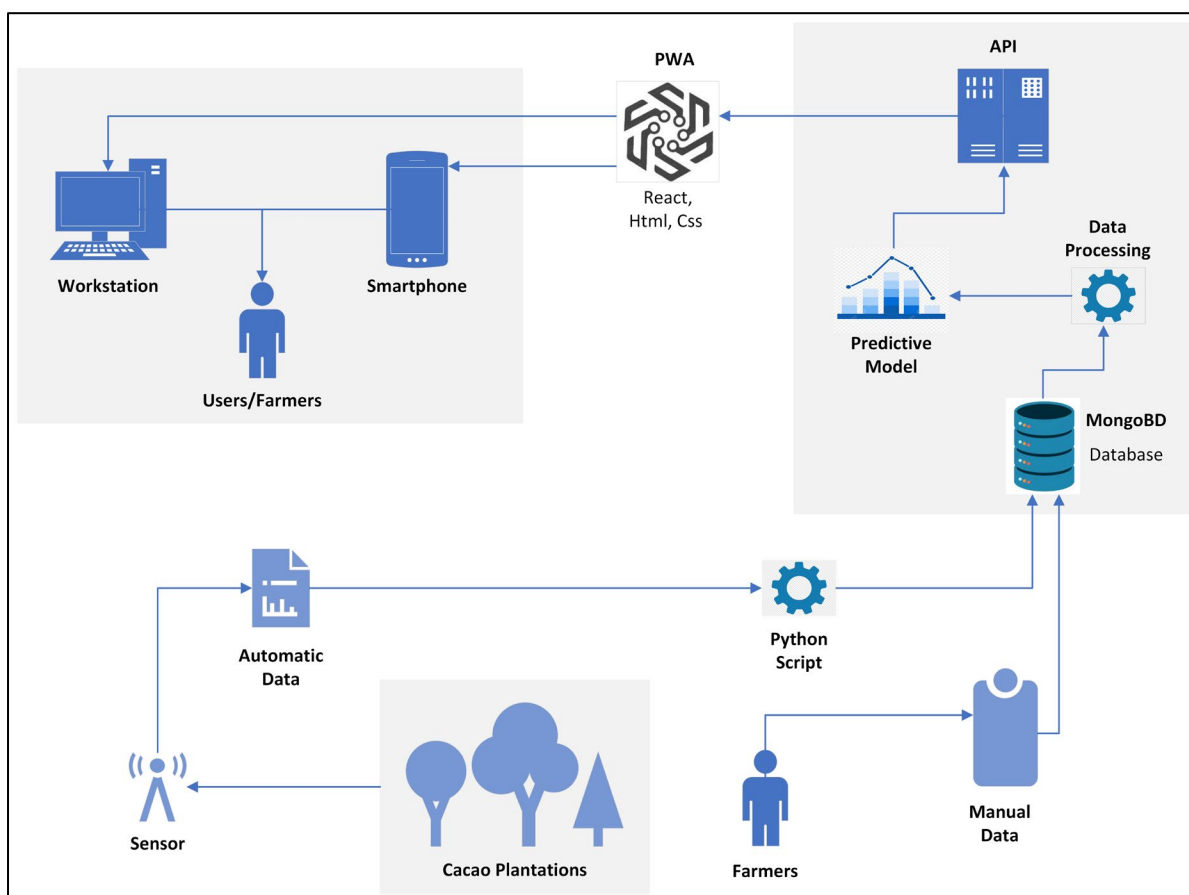 PWA
API
React,
Html, Css
Data
Processing
Workstation
Smartphone
Predictive
Model
Users/Farmers
MongoBD
Database
Automatic
Data
Python
Script
Sensor
Cacao Plantations
Farmers
Manual
Data